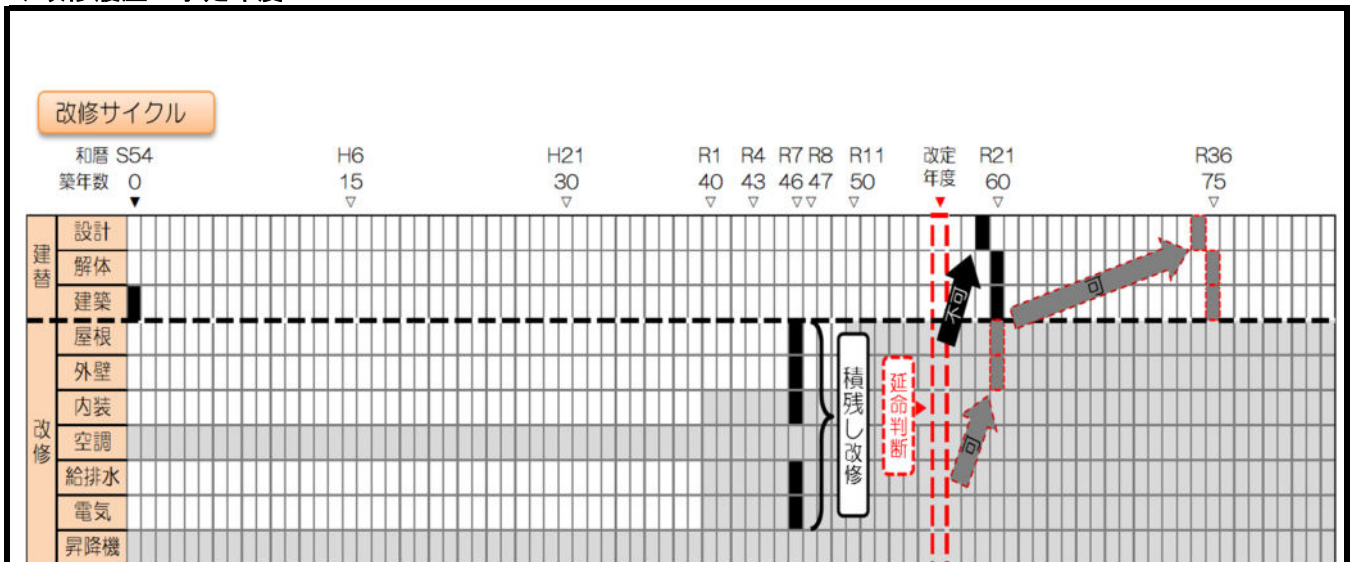 改修サイクル
和暦 S54 H6 H21 R1 R4 R7 R8 R11 改定 R21 R36
築年数 0 15 30 40 43 46 47 50 年度 60 75
建替
設計
解体
建築
改修
屋根
外壁
内装
空調
給排水
電気
昇降機
積残し改修
延命判断
不可
可
可